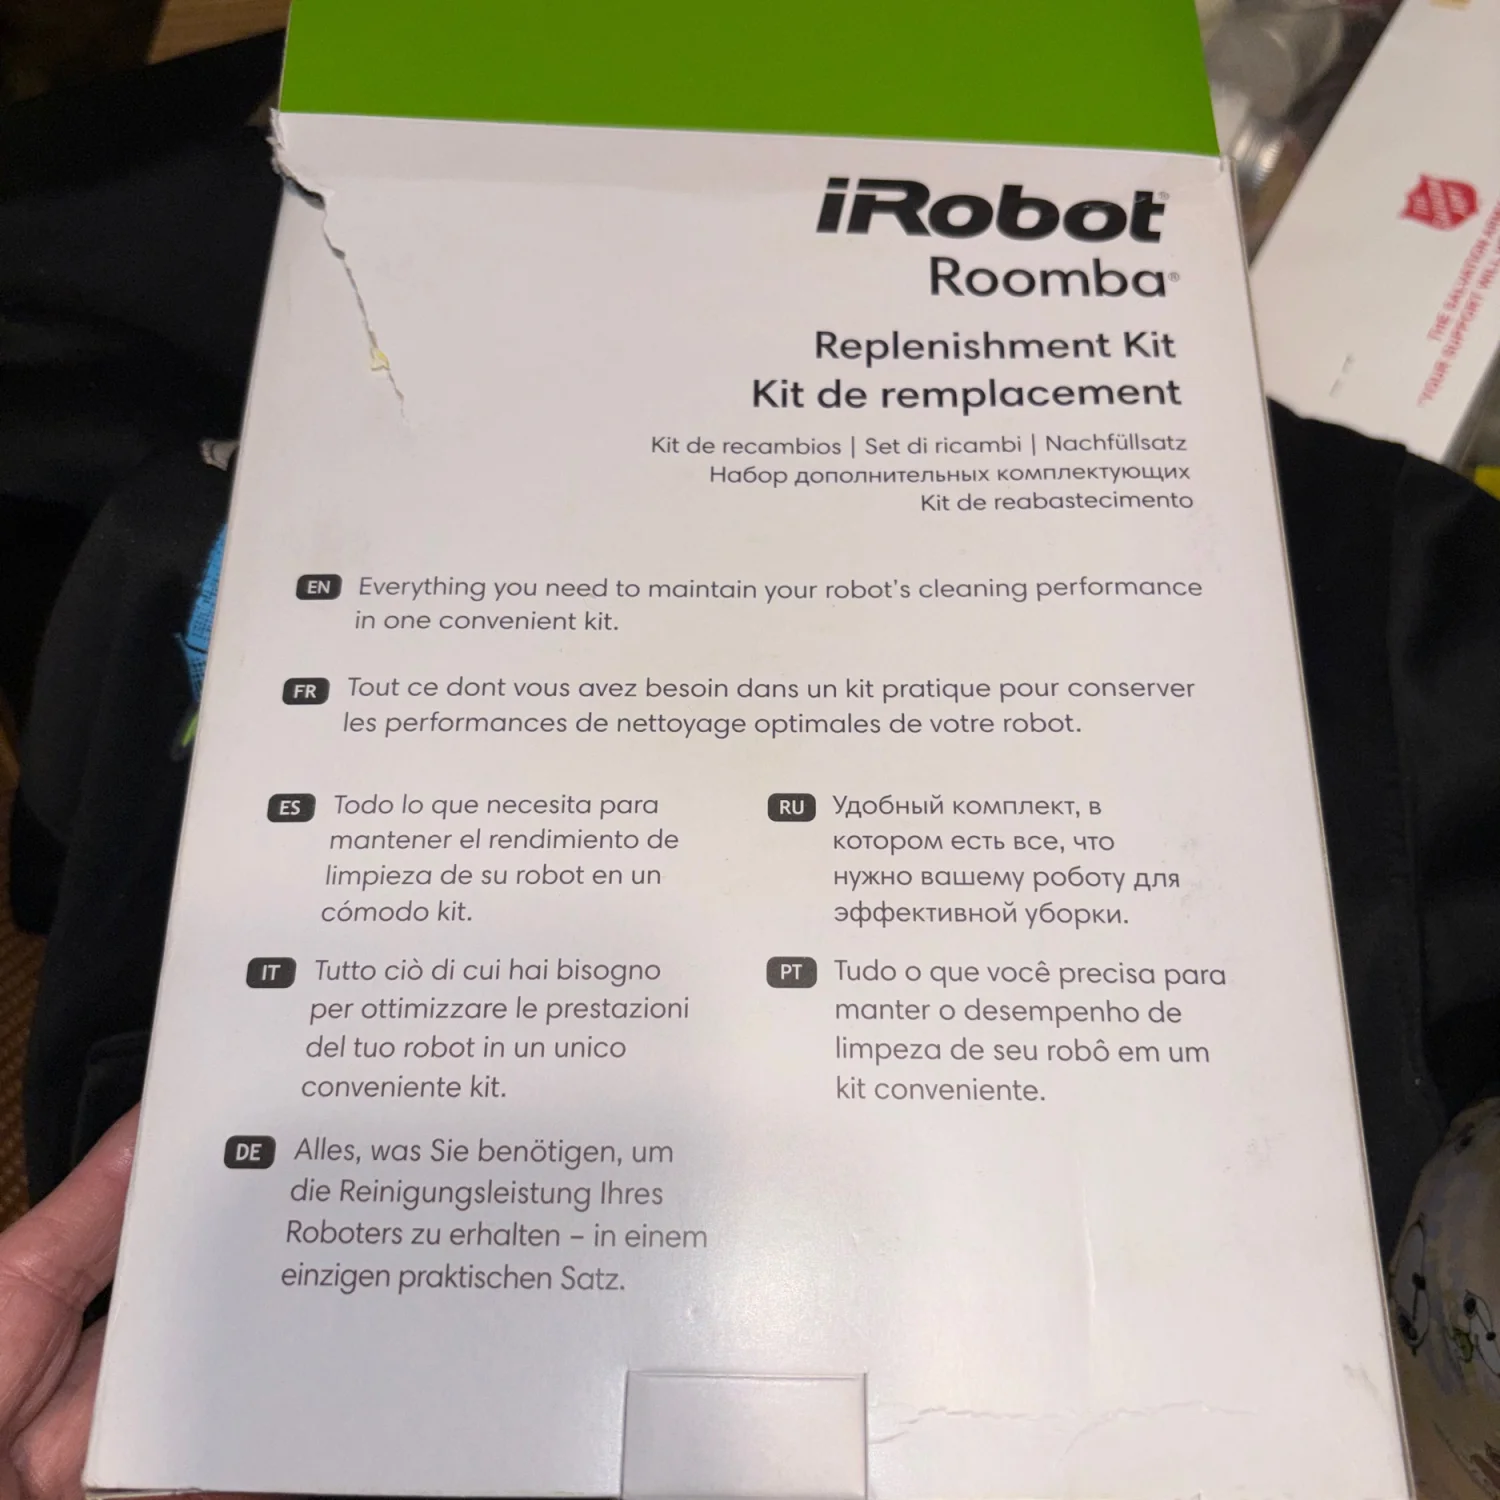 iRobot®
Roomba®
Replenishment Kit
Kit de remplacement
Kit de recambios | Set di ricambi | Nachfüllsatz
Набор дополнительных комплектующих
Kit de reabastecimento
EN Everything you need to maintain your robot's cleaning performance
in one convenient kit.
FR Tout ce dont vous avez besoin dans un kit pratique pour conserver
les performances de nettoyage optimales de votre robot.
ES Todo lo que necesita para
mantener el rendimiento de
limpieza de su robot en un
cómodo kit.
RU Удобный комплект, в
котором есть все, что
нужно вашему роботу для
эффективной уборки.
IT Tutto ciò di cui hai bisogno
per ottimizzare le prestazioni
del tuo robot in un unico
conveniente kit.
PT Tudo o que você precisa para
manter o desempenho de
limpeza de seu robô em um
kit conveniente.
DE Alles, was Sie benötigen, um
die Reinigungsleistung Ihres
Roboters zu erhalten – in einem
einzigen praktischen Satz.
THE SALVATION
"YOUR SUPPORT WILL